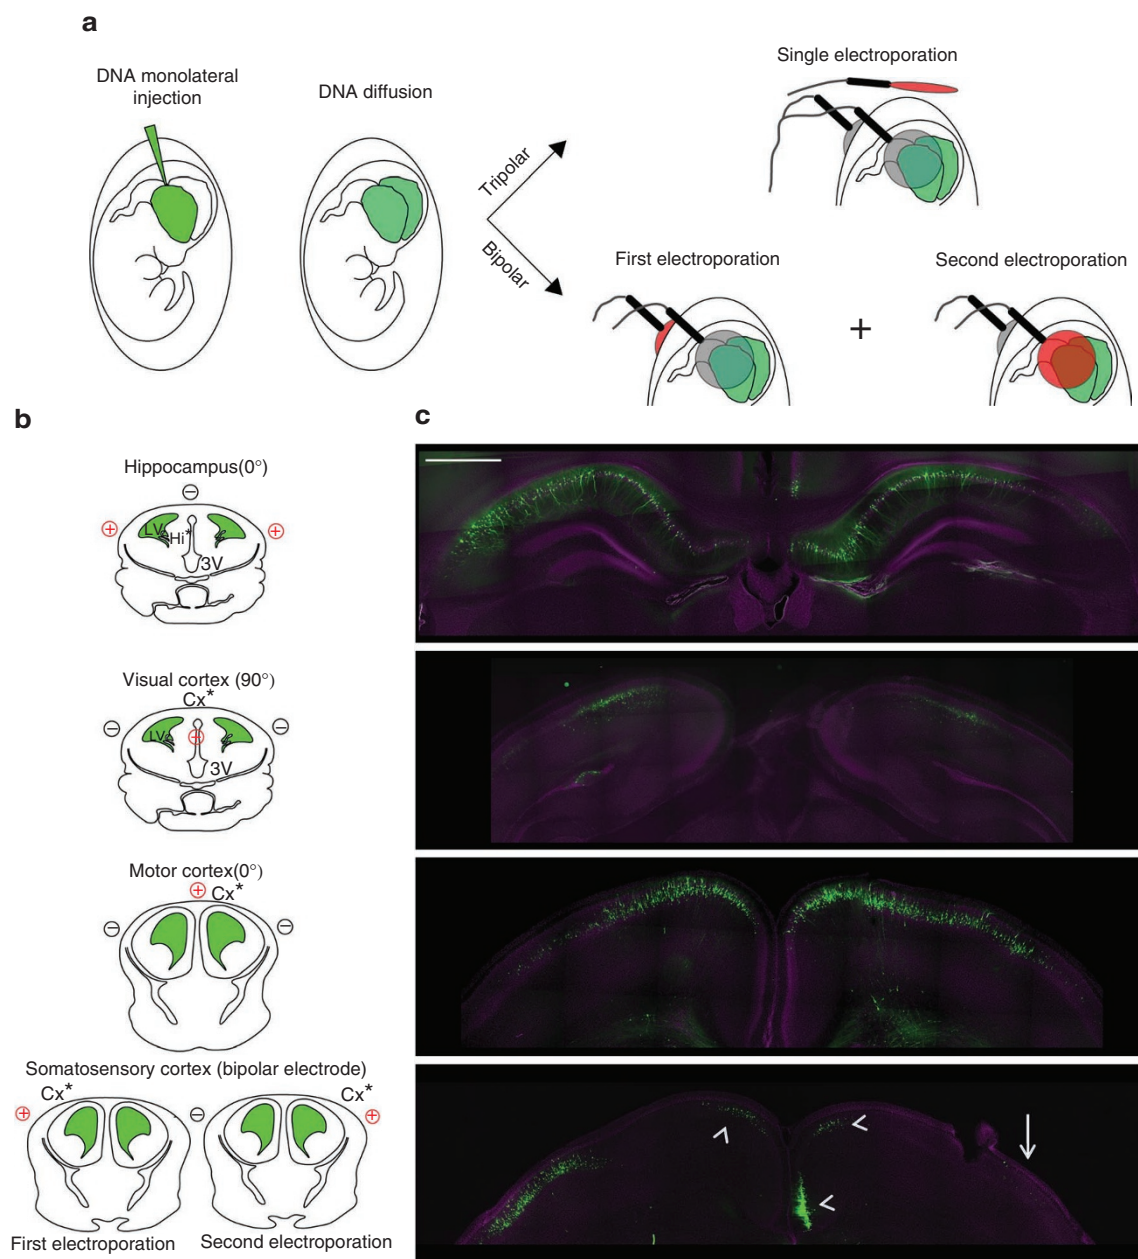 a
DNA monolateral
injection
DNA diffusion
Tripolar
Bipolar
Single electroporation
First electroporation
+
Second electroporation
b
Hippocampus(0°)
−
+
+
LV
Hi*
3V
Visual cortex (90°)
Cx*
−
−
LV
+
3V
Motor cortex(0°)
+
Cx*
−
−
Somatosensory cortex (bipolar electrode)
Cx*
Cx*
+
−
+
First electroporation
Second electroporation
c